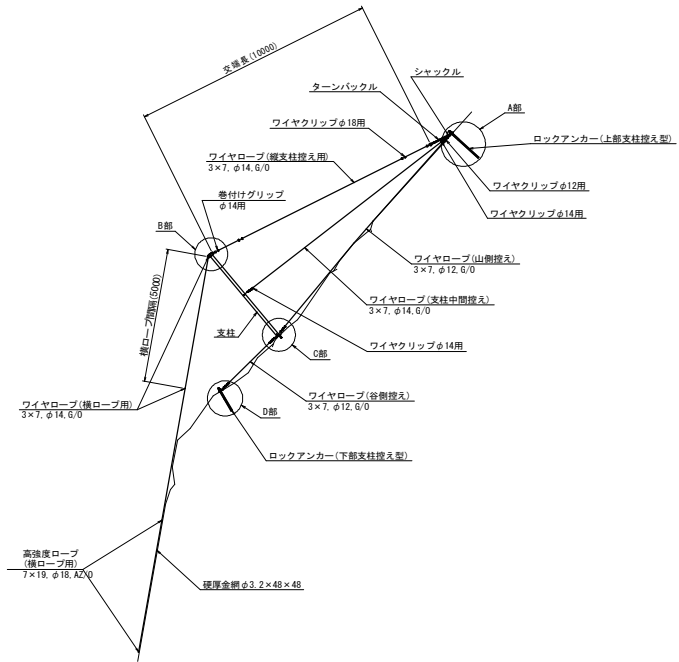 交端長(10000)
シャックル
ターンバックル
A部
ワイヤクリップφ18用
ロックアンカー(上部支柱控え型)
ワイヤロープ(縦支柱控え用)
3×7, φ14, G/O
ワイヤクリップφ12用
巻付けグリップ
φ14用
ワイヤクリップφ14用
B部
ワイヤロープ(山側控え)
3×7, φ12, G/O
横ロープ間隔(5000)
ワイヤロープ(支柱中間控え)
3×7, φ14, G/O
支柱
ワイヤクリップφ14用
C部
ワイヤロープ(谷側控え)
3×7, φ12, G/O
ワイヤロープ(横ロープ用)
3×7, φ14, G/O
D部
ロックアンカー(下部支柱控え型)
高強度ロープ
(横ロープ用)
7×19, φ18, AZ/O
硬厚金網φ3.2×48×48